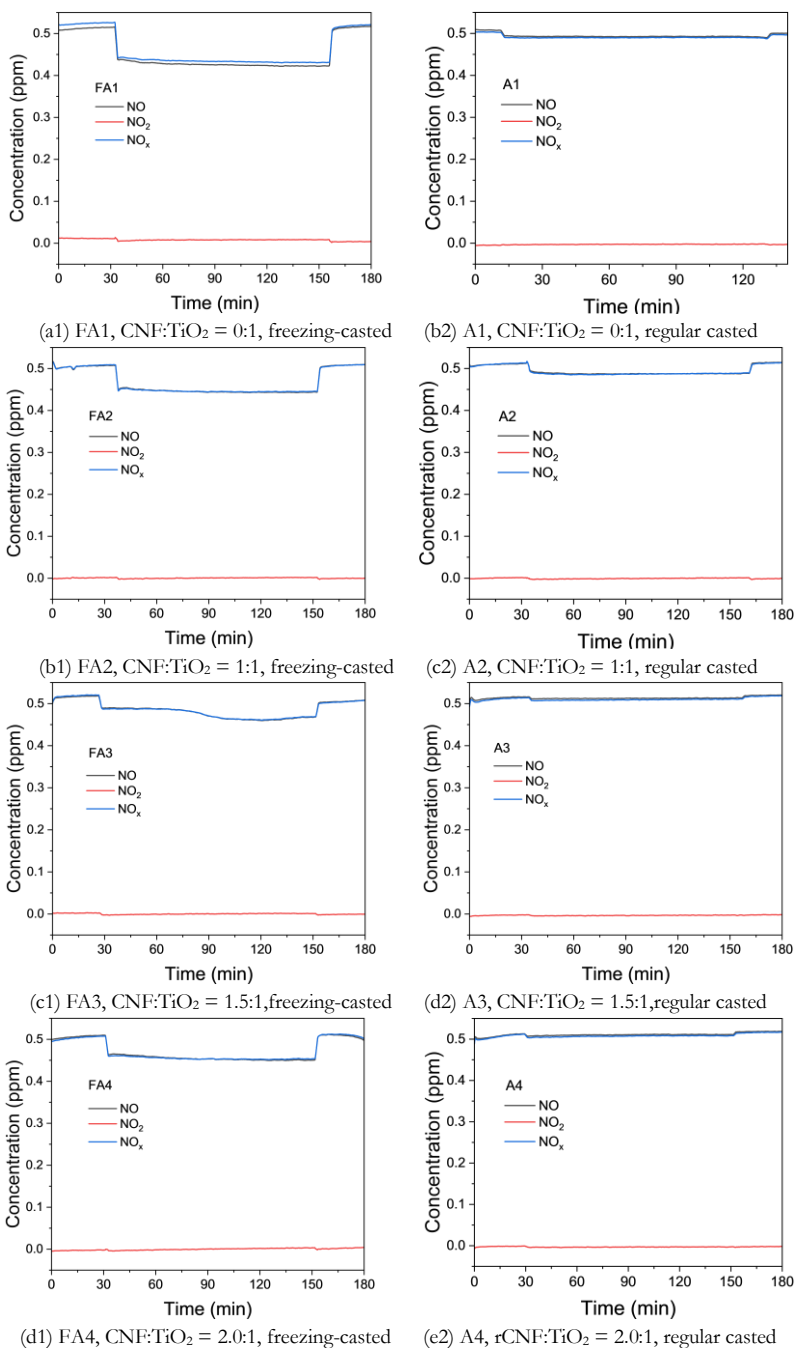 Concentration (ppm)
0.5
0.4
0.3
0.2
0.1
0.0
FA1
NO
NO2
NOx
0 30 60 90 120 150 180
Time (min)
(a1) FA1, CNF:TiO2 = 0:1, freezing-casted
Concentration (ppm)
0.5
0.4
0.3
0.2
0.1
0.0
A1
NO
NO2
NOx
0 30 60 90 120
Time (min)
(b2) A1, CNF:TiO2 = 0:1, regular casted
Concentration (ppm)
0.5
0.4
0.3
0.2
0.1
0.0
FA2
NO
NO2
NOx
0 30 60 90 120 150 180
Time (min)
(b1) FA2, CNF:TiO2 = 1:1, freezing-casted
Concentration (ppm)
0.5
0.4
0.3
0.2
0.1
0.0
A2
NO
NO2
NOx
0 30 60 90 120 150 180
Time (min)
(c2) A2, CNF:TiO2 = 1:1, regular casted
Concentration (ppm)
0.5
0.4
0.3
0.2
0.1
0.0
FA3
NO
NO2
NOx
0 30 60 90 120 150 180
Time (min)
(c1) FA3, CNF:TiO2 = 1.5:1,freezing-casted
Concentration (ppm)
0.5
0.4
0.3
0.2
0.1
0.0
A3
NO
NO2
NOx
0 30 60 90 120 150 180
Time (min)
(d2) A3, CNF:TiO2 = 1.5:1,regular casted
Concentration (ppm)
0.5
0.4
0.3
0.2
0.1
0.0
FA4
NO
NO2
NOx
0 30 60 90 120 150 180
Time (min)
(d1) FA4, CNF:TiO2 = 2.0:1, freezing-casted
Concentration (ppm)
0.5
0.4
0.3
0.2
0.1
0.0
A4
NO
NO2
NOx
0 30 60 90 120 150 180
Time (min)
(e2) A4, rCNF:TiO2 = 2.0:1, regular casted